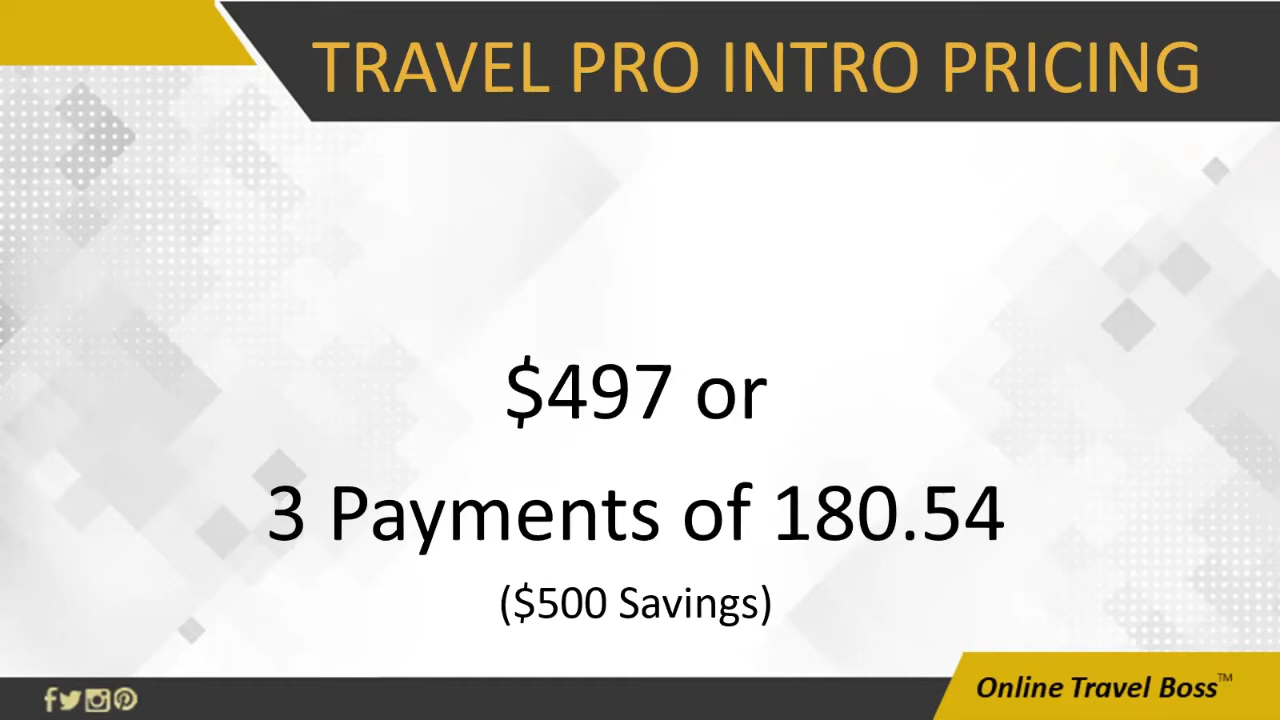 TRAVEL PRO INTRO PRICING
$497 or
3 Payments of 180.54
($500 Savings)
Online Travel Boss™